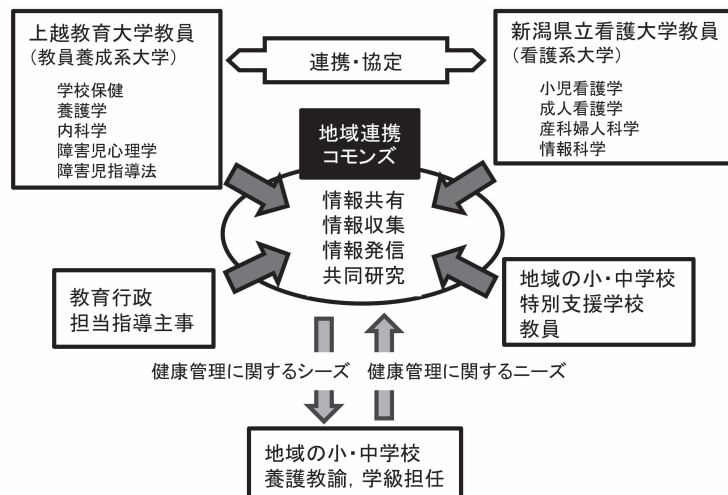 上越教育大学教員
(教員養成系大学)
学校保健
養護学
内科学
障害児心理学
障害児指導法
連携・協定
新潟県立看護大学教員
(看護系大学)
小児看護学
成人看護学
産科婦人科学
情報科学
地域連携
コモンズ
情報共有
情報収集
情報発信
共同研究
教育行政
担当指導主事
地域の小・中学校
特別支援学校
教員
健康管理に関するシーズ
健康管理に関するニーズ
地域の小・中学校
養護教諭, 学級担任